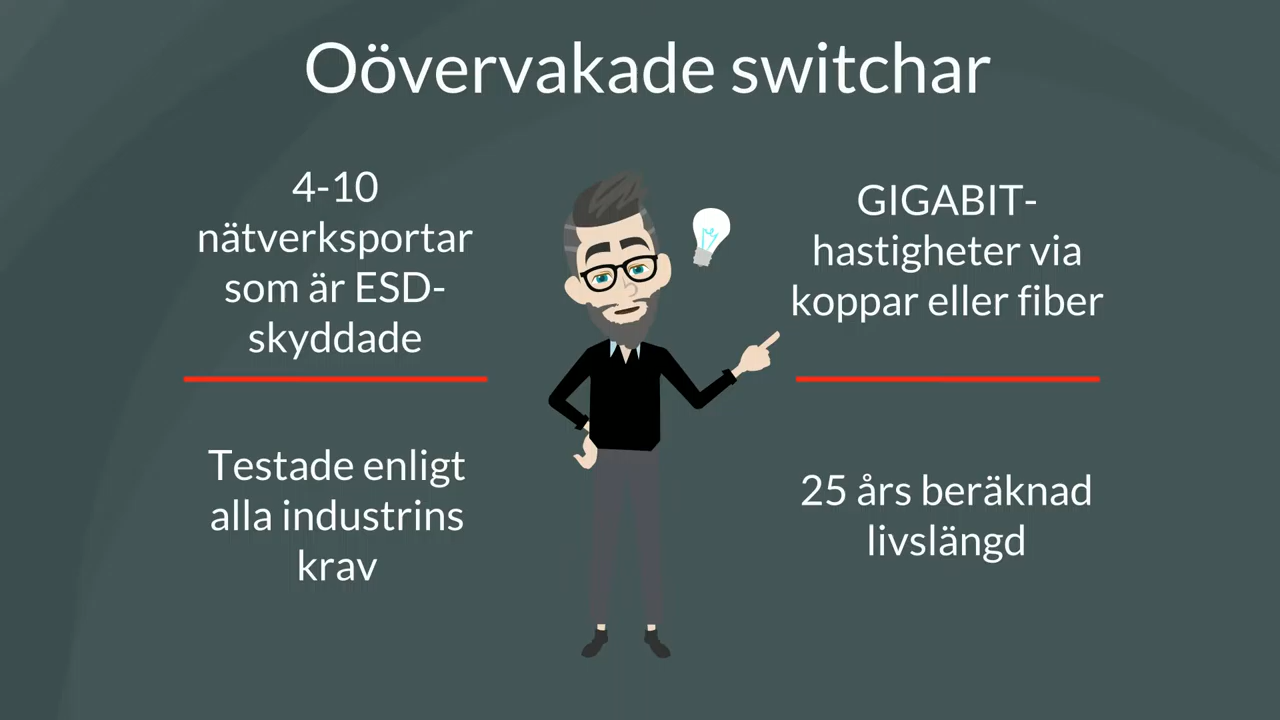 Oövervakade switchar
4-10
nätverksportar
som är ESD-
skyddade
GIGABIT-
hastigheter via
koppar eller fiber
Testade enligt
alla industrins
krav
25 års beräknad
livslängd